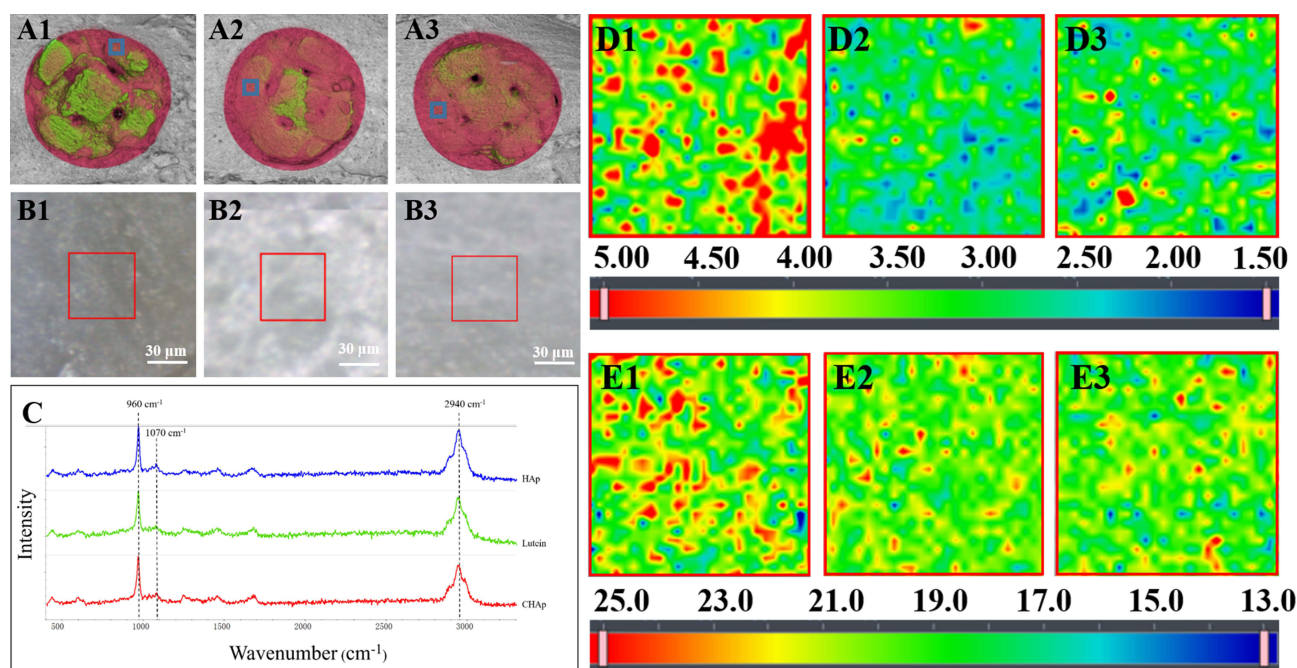 A1
A2
A3
B1
B2
B3
30 μm
30 μm
30 μm
C
960 cm⁻¹
2940 cm⁻¹
1070 cm⁻¹
HAp
Lutcin
CHAp
Intensity
500 1000 1500 2000 2500 3000
Wavenumber (cm⁻¹)
D1
D2
D3
5.00 4.50 4.00 3.50 3.00 2.50 2.00 1.50
E1
E2
E3
25.0 23.0 21.0 19.0 17.0 15.0 13.0